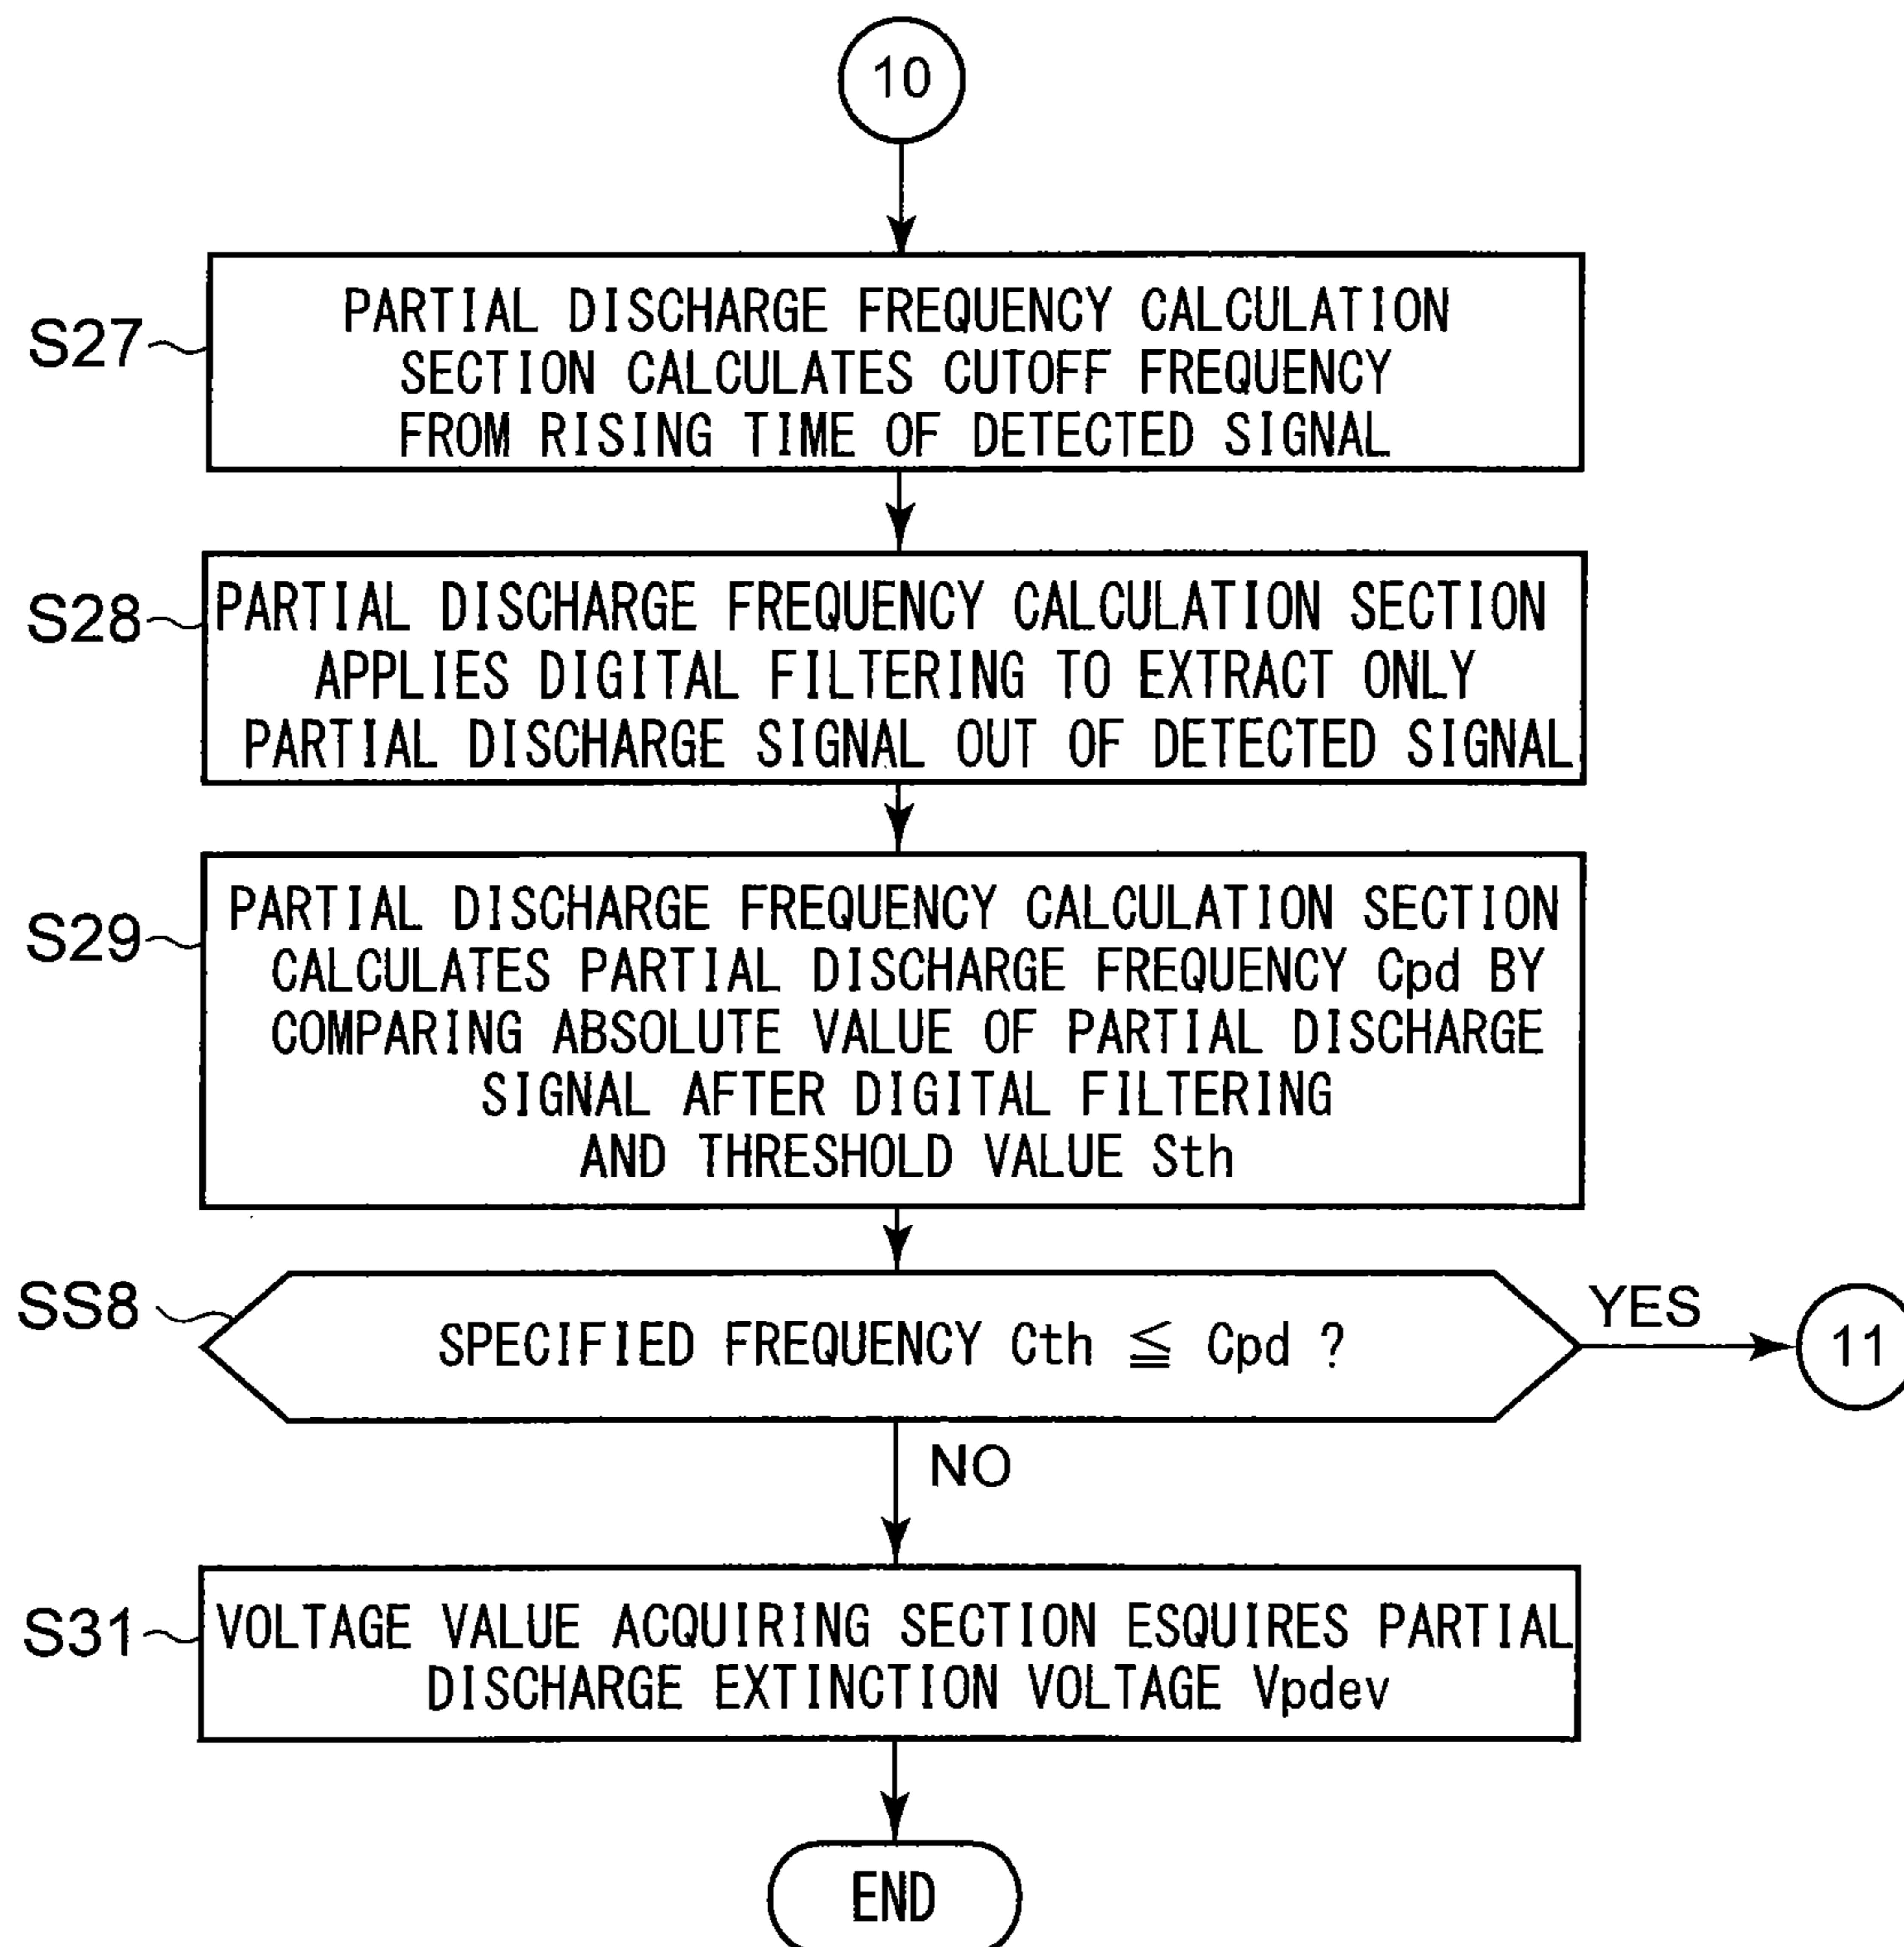 10
S27
PARTIAL DISCHARGE FREQUENCY CALCULATION
SECTION CALCULATES CUTOFF FREQUENCY
FROM RISING TIME OF DETECTED SIGNAL
S28
PARTIAL DISCHARGE FREQUENCY CALCULATION SECTION
APPLIES DIGITAL FILTERING TO EXTRACT ONLY
PARTIAL DISCHARGE SIGNAL OUT OF DETECTED SIGNAL
S29
PARTIAL DISCHARGE FREQUENCY CALCULATION SECTION
CALCULATES PARTIAL DISCHARGE FREQUENCY Cpd BY
COMPARING ABSOLUTE VALUE OF PARTIAL DISCHARGE
SIGNAL AFTER DIGITAL FILTERING
AND THRESHOLD VALUE Sth
SS8
SPECIFIED FREQUENCY Cth ≦ Cpd ?
YES
11
NO
S31
VOLTAGE VALUE ACQUIRING SECTION ESQUIRES PARTIAL
DISCHARGE EXTINCTION VOLTAGE Vpdev
END